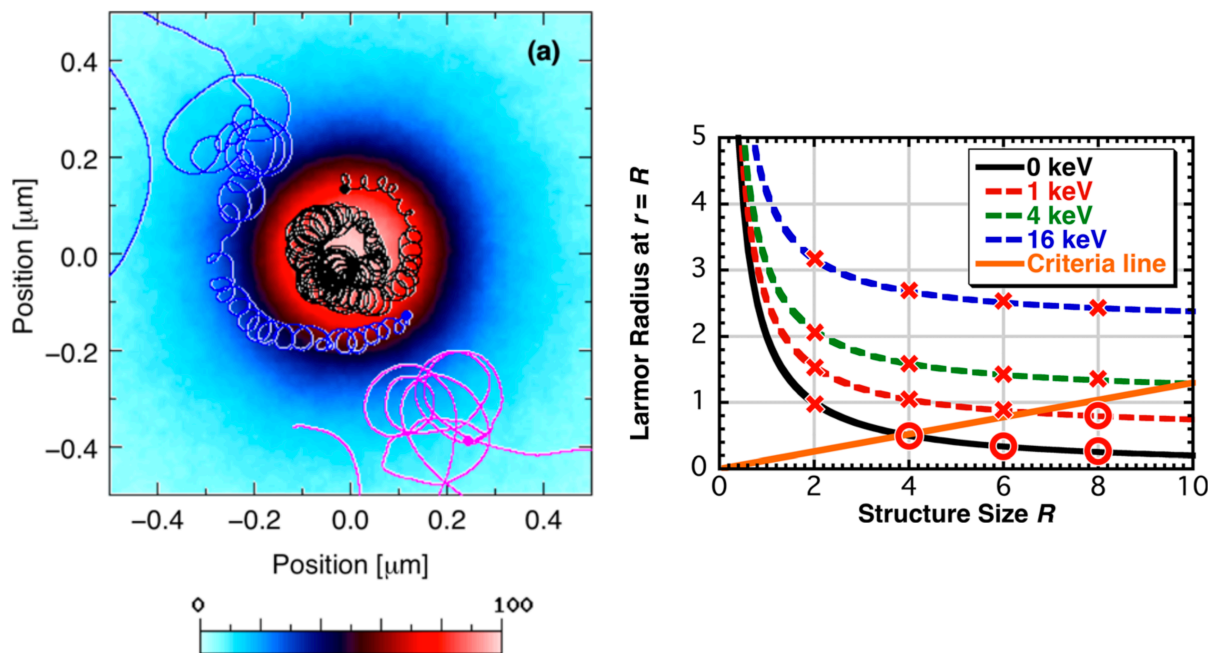 (a)
0.4
0.2
0.0
−0.2
−0.4
Position [μm]
−0.4 −0.2 0.0 0.2 0.4
Position [μm]
0 100
5
4
3
2
1
0
Larmor Radius at r = R
0 keV
1 keV
4 keV
16 keV
Criteria line
0 2 4 6 8 10
Structure Size R